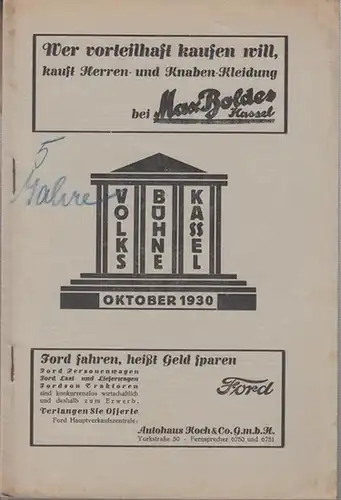 Wer vorteilhaft kaufen will,
kauft Herren- und Knaben-Kleidung
bei Max Boldes
Kassel
5
Jahre
VOLKS
BÜHNE
KASSEL
OKTOBER 1930
Ford fahren, heißt Geld sparen
Ford Personenwagen
Ford Last- und Lieferwagen
Fordson Traktoren
sind konkurrenzlos wirtschaftlich
und deshalb zum Erwerb.
Verlangen Sie Offerte
Ford Hauptverkaufszentrale:
Ford
Autohaus Koch & Co. G.m.b.H.
Yorkstraße 50 - Fernsprecher 6750 und 6751